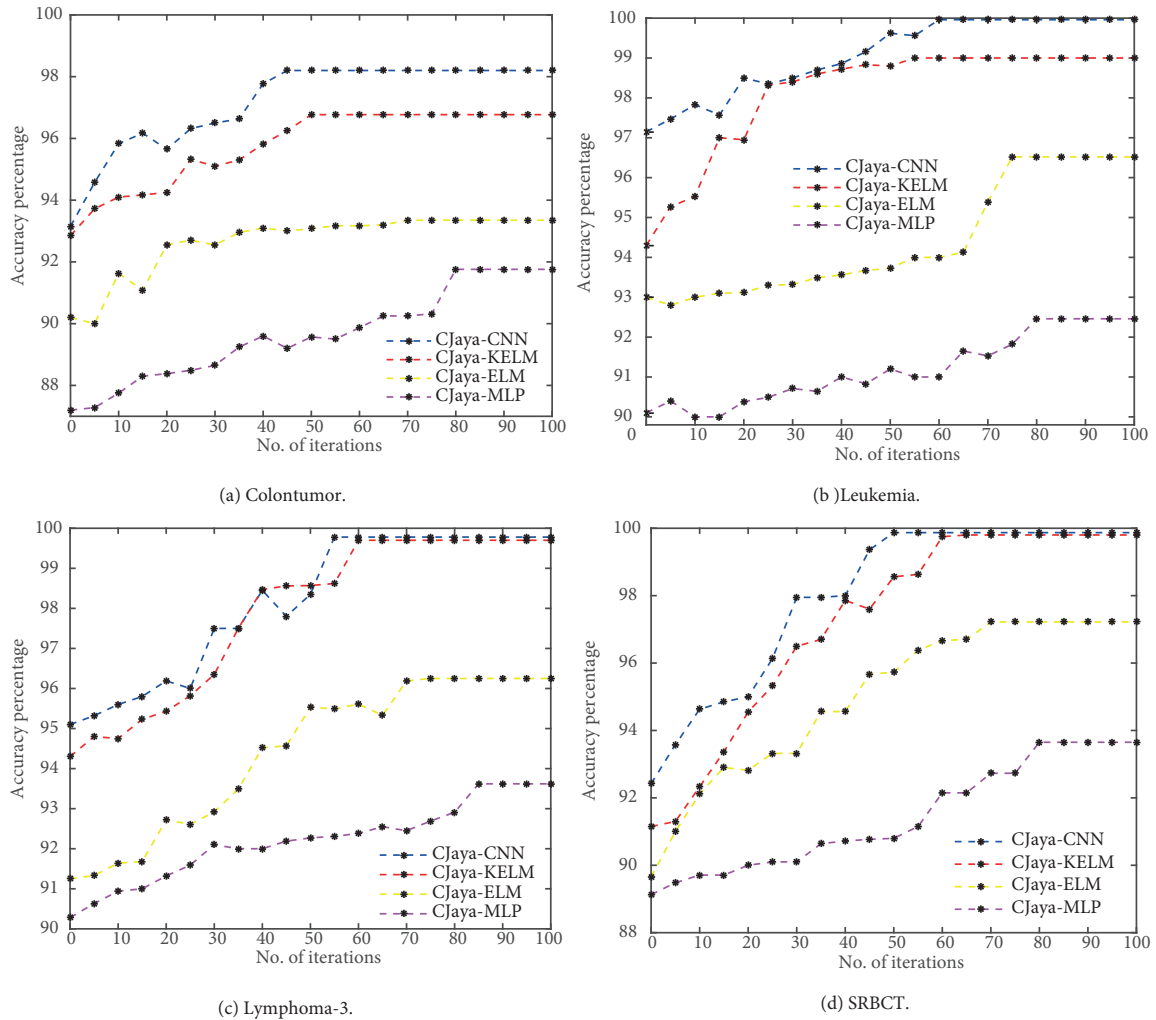 100
98
96
94
92
90
88
Accuracy percentage
0 10 20 30 40 50 60 70 80 90 100
No. of iterations
CJaya-CNN
CJaya-KELM
CJaya-ELM
CJaya-MLP
(a) Colontumor.
100
99
98
97
96
95
94
93
92
91
90
Accuracy percentage
0 10 20 30 40 50 60 70 80 90 100
No. of iterations
CJaya-CNN
CJaya-KELM
CJaya-ELM
CJaya-MLP
(b )Leukemia.
100
99
98
97
96
95
94
93
92
91
90
Accuracy percentage
0 10 20 30 40 50 60 70 80 90 100
No. of iterations
CJaya-CNN
CJaya-KELM
CJaya-ELM
CJaya-MLP
(c) Lymphoma-3.
100
98
96
94
92
90
88
Accuracy percentage
0 10 20 30 40 50 60 70 80 90 100
No. of iterations
CJaya-CNN
CJaya-KELM
CJaya-ELM
CJaya-MLP
(d) SRBCT.